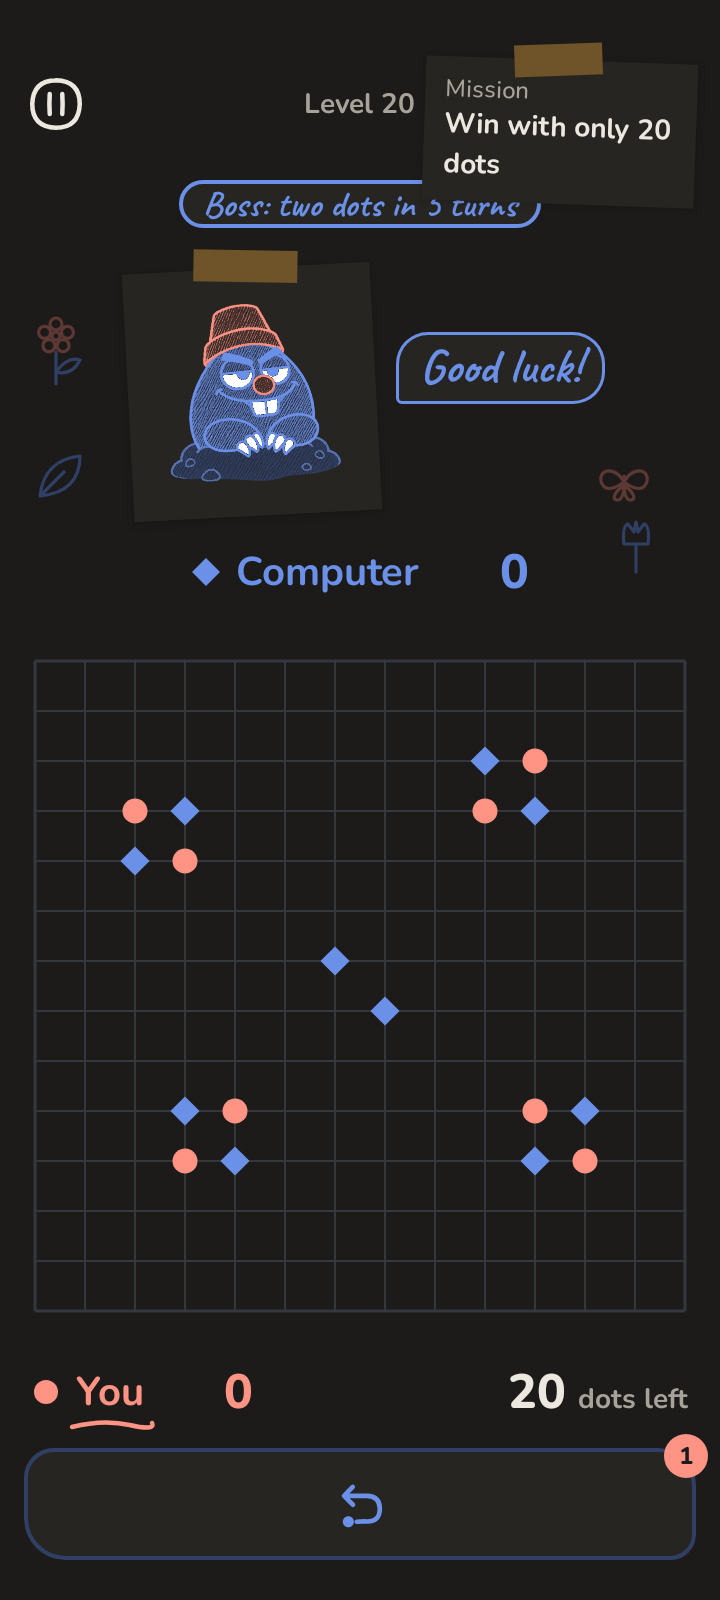 Level 20
Mission
Win with only 20
dots
Boss: two dots in 5 turns
Good luck!
Computer 0
You 0 20 dots left
1